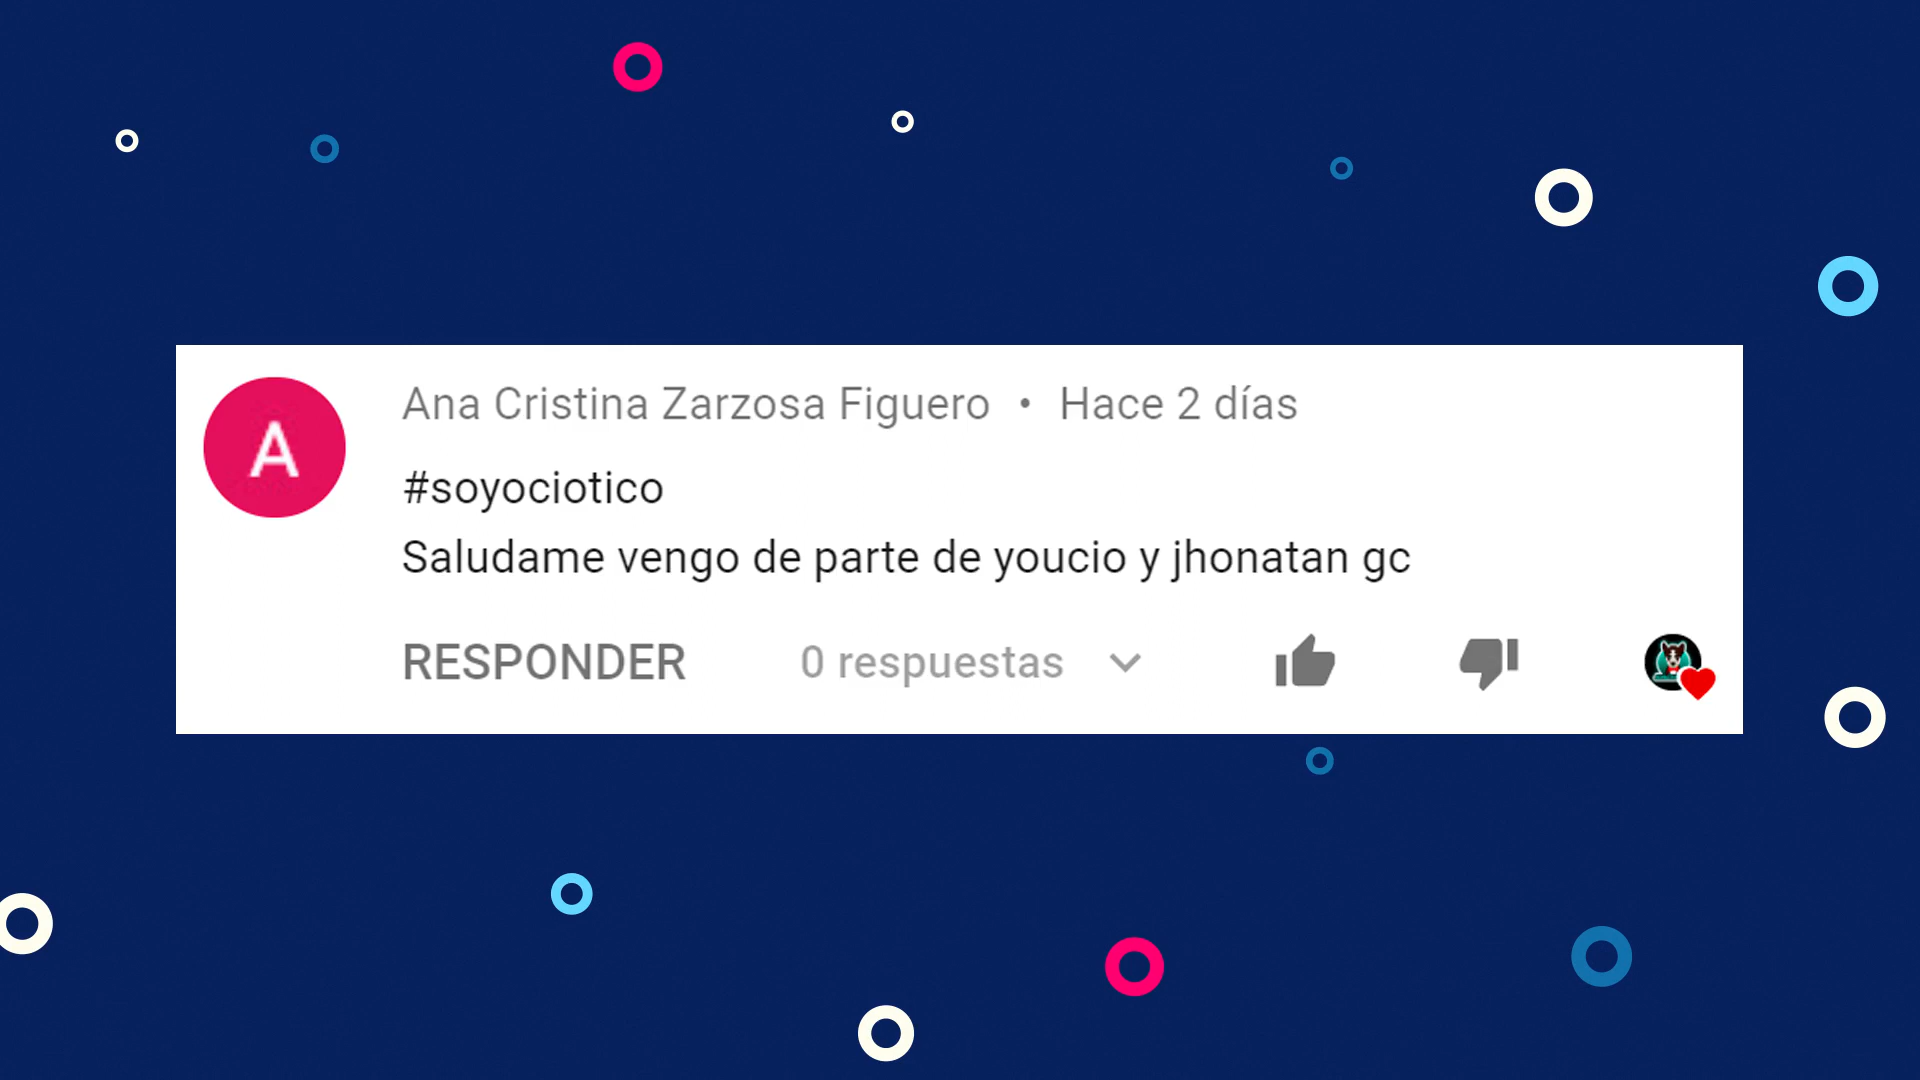 A
Ana Cristina Zarzosa Figuero • Hace 2 días
#soyociotico
Saludame vengo de parte de youcio y jhonatan gc
RESPONDER 0 respuestas